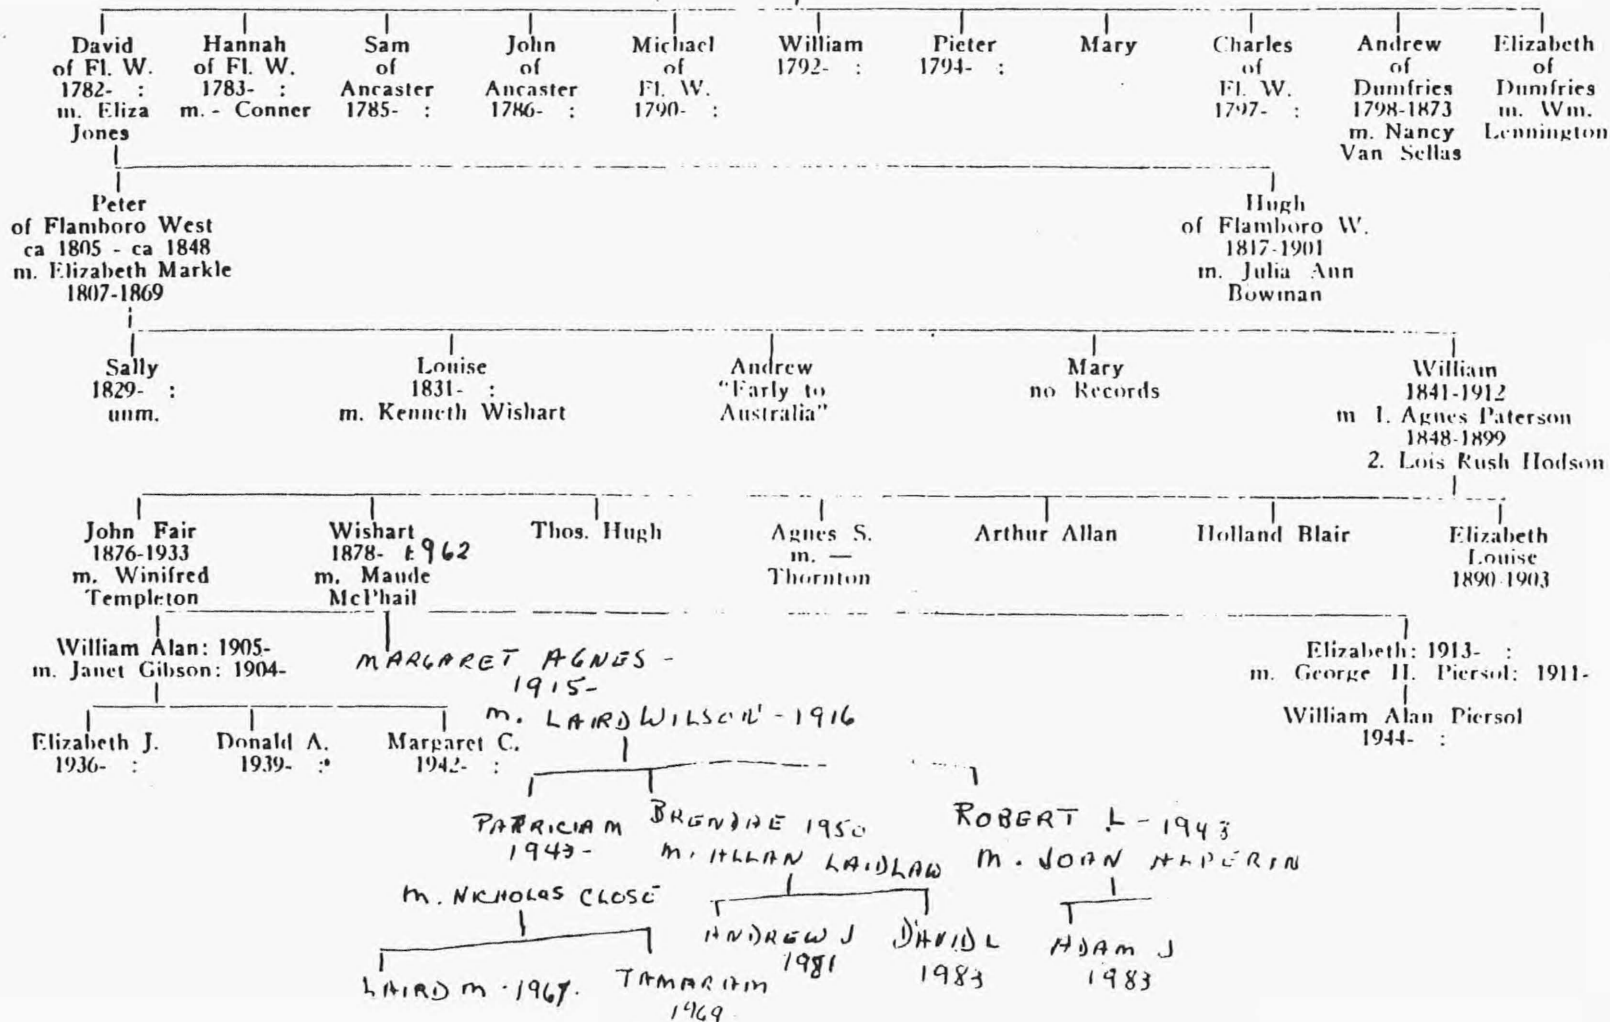 David
of Fl. W.
1782- :
m. Eliza
Jones
Hannah
of Fl. W.
1783- :
m. - Conner
Sam
of
Ancaster
1785- :
John
of
Ancaster
1786- :
Michael
of
Fl. W.
1790- :
William
1792- :
Pieter
1794- :
Mary
Charles
of
Fl. W.
1797- :
Andrew
of
Dumfries
1798-1873
m. Nancy
Van Sellas
Elizabeth
of
Dumfries
m. Wm.
Lennington
Peter
of Flamboro West
ca 1805 - ca 1848
m. Elizabeth Markle
1807-1869
Hugh
of Flamboro W.
1817-1901
m. Julia Ann
Bowman
Sally
1829- :
unm.
Louise
1831- :
m. Kenneth Wishart
Andrew
"Early to
Australia"
Mary
no Records
William
1841-1912
m 1. Agnes Paterson
1848-1899
2. Lois Rush Hodson
John Fair
1876-1933
m. Winifred
Templeton
Wishart
1878- 1962
m. Maude
McPhail
Thos. Hugh
Agnes S.
m. —
Thornton
Arthur Allan
Holland Blair
Elizabeth
Louise
1890-1903
William Alan: 1905-
m. Janet Gibson: 1904-
MARGARET AGNES -
1915-
m. LAIRD WILSON - 1916
Elizabeth: 1913- :
m. George H. Piersol: 1911-
William Alan Piersol
1944- :
Elizabeth J.
1936- :
Donald A.
1939- :
Margaret C.
1942- :
PATRICIA M
m. NICHOLAS CLOSE
BRENDA E 1950
M. ALLAN LAIDLAW
ROBERT L - 1943
M. JOAN ALPERIN
LAIRD M - 1967.
TAMARA M
1969
ANDREW J
1981
DAVID L
1983
ADAM J
1983